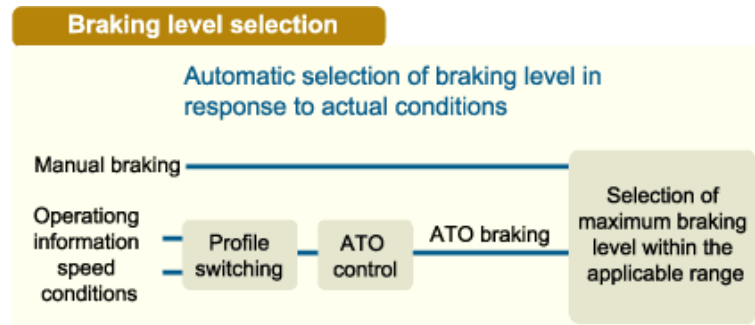 Braking level selection
Automatic selection of braking level in
response to actual conditions
Manual braking
Operationg
information
speed
conditions
Profile
switching
ATO
control
ATO braking
Selection of
maximum braking
level within the
applicable range